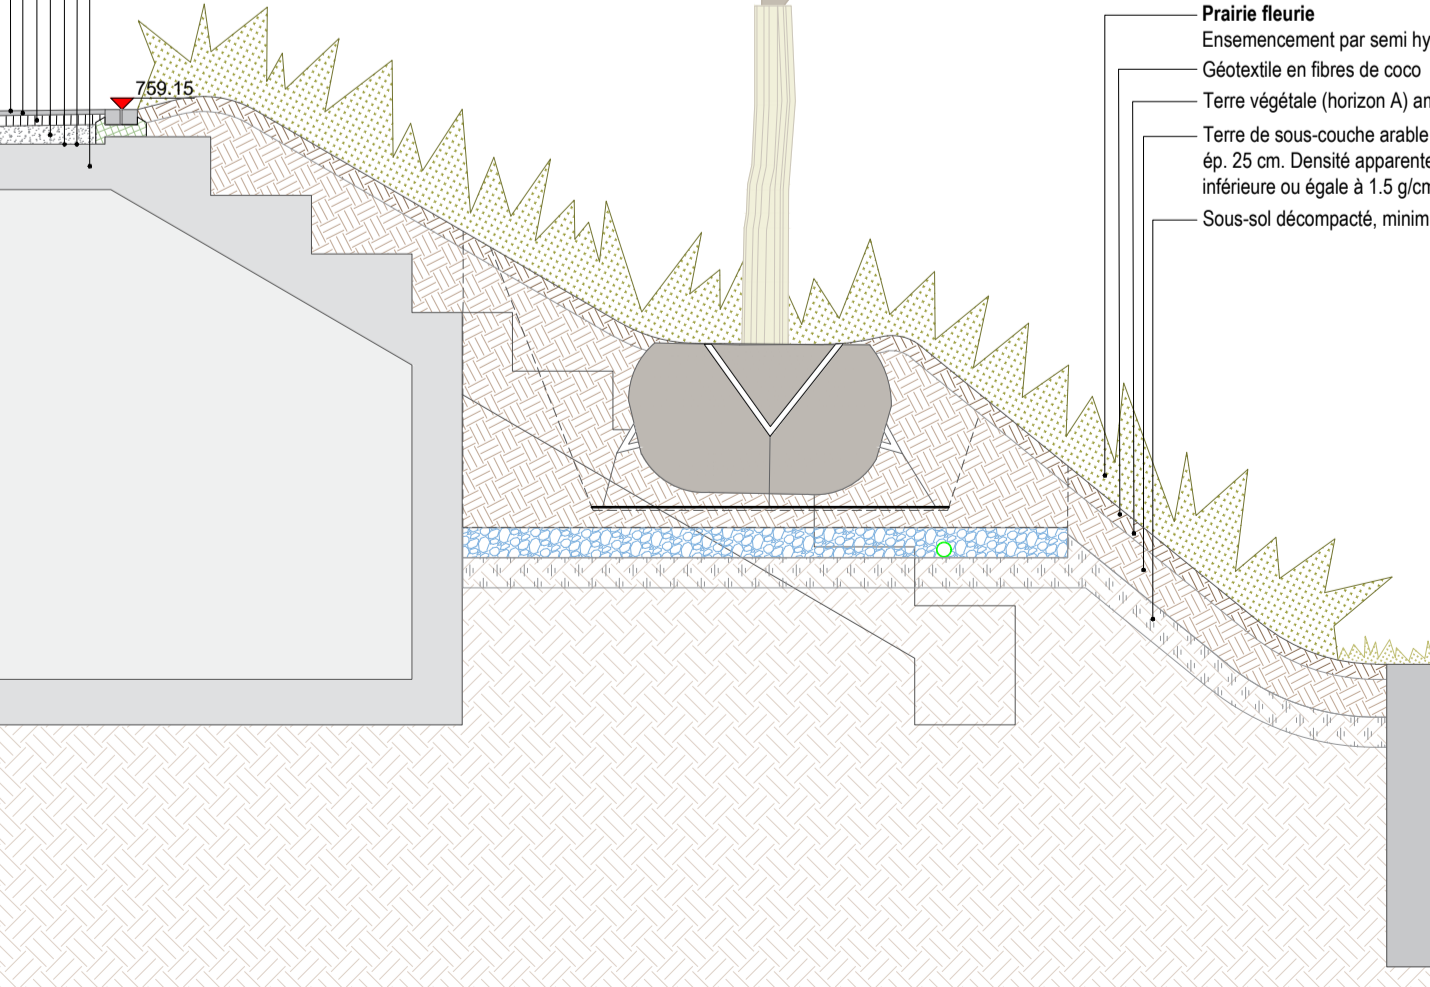 759.15
Prairie fleurie
Ensemencement par semi hy
Géotextile en fibres de coco
Terre végétale (horizon A) an
Terre de sous-couche arable
ép. 25 cm. Densité apparente
inférieure ou égale à 1.5 g/cm
Sous-sol décompacté, minim